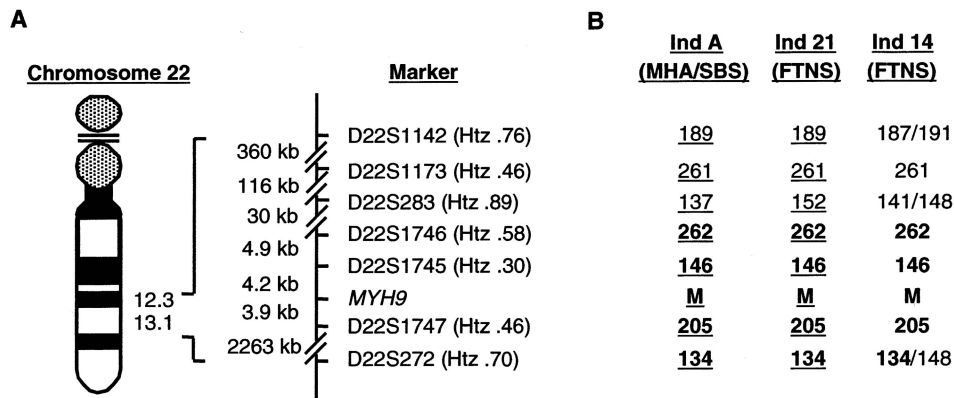 A
B
Chromosome 22
Marker
Ind A Ind 21 Ind 14
(MHA/SBS) (FTNS) (FTNS)
D22S1142 (Htz .76) 189 189 187/191
360 kb
D22S1173 (Htz .46) 261 261 261
116 kb
D22S283 (Htz .89) 137 152 141/148
30 kb
D22S1746 (Htz .58) 262 262 262
4.9 kb
D22S1745 (Htz .30) 146 146 146
4.2 kb
12.3
MYH9 M M M
3.9 kb
13.1
D22S1747 (Htz .46) 205 205 205
2263 kb
D22S272 (Htz .70) 134 134 134/148